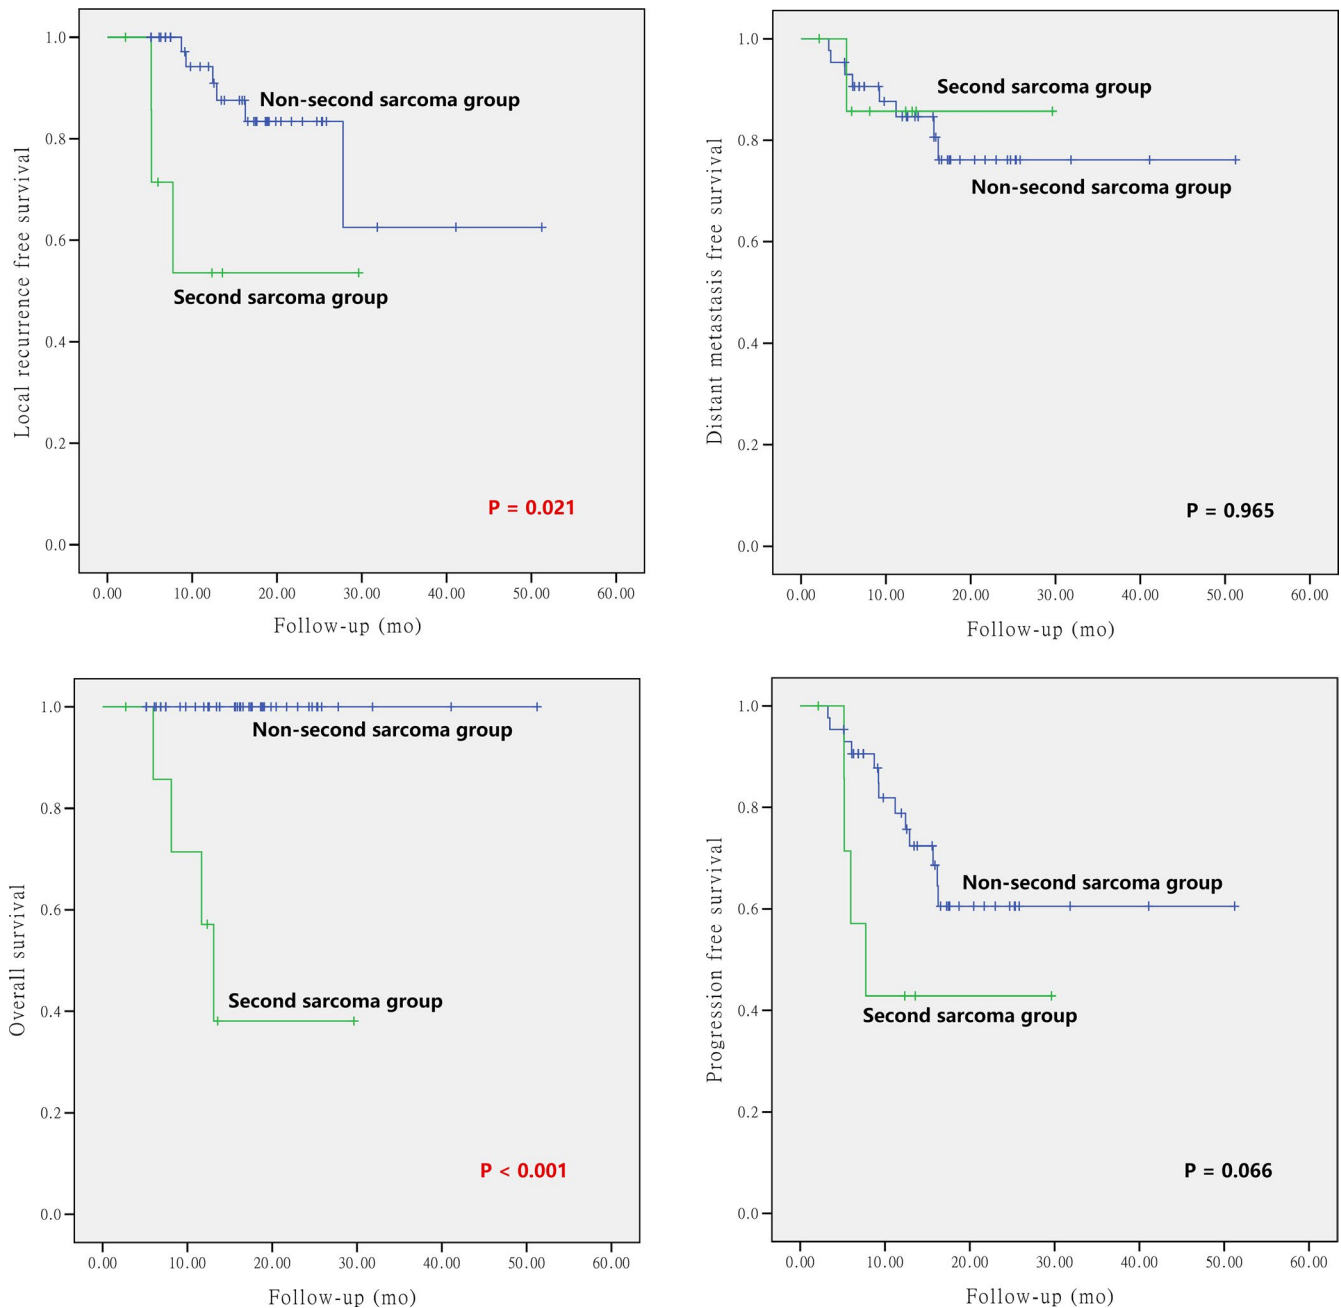 Local recurrence free survival
1.0
0.8
0.6
0.4
0.2
0.0
Non-second sarcoma group
Second sarcoma group
P = 0.021
0.00 10.00 20.00 30.00 40.00 50.00 60.00
Follow-up (mo)
Distant metastasis free survival
1.0
0.8
0.6
0.4
0.2
0.0
Second sarcoma group
Non-second sarcoma group
P = 0.965
0.00 10.00 20.00 30.00 40.00 50.00 60.00
Follow-up (mo)
Overall survival
1.0
0.8
0.6
0.4
0.2
0.0
Non-second sarcoma group
Second sarcoma group
P < 0.001
0.00 10.00 20.00 30.00 40.00 50.00 60.00
Follow-up (mo)
Progression free survival
1.0
0.8
0.6
0.4
0.2
0.0
Non-second sarcoma group
Second sarcoma group
P = 0.066
0.00 10.00 20.00 30.00 40.00 50.00 60.00
Follow-up (mo)